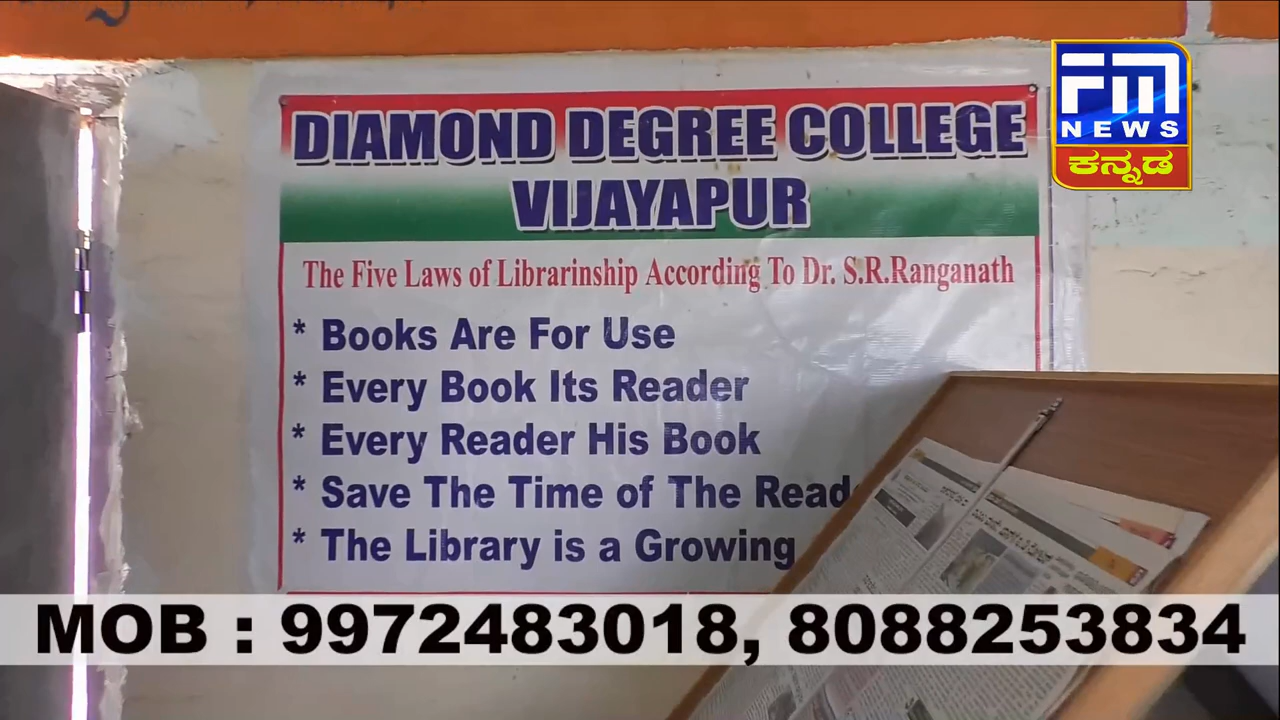 FM
NEWS
ಕನ್ನಡ
DIAMOND DEGREE COLLEGE
VIJAYAPUR
The Five Laws of Librarinship According To Dr. S.R.Ranganath
* Books Are For Use
* Every Book Its Reader
* Every Reader His Book
* Save The Time of The Read
* The Library is a Growing
MOB : 9972483018, 8088253834